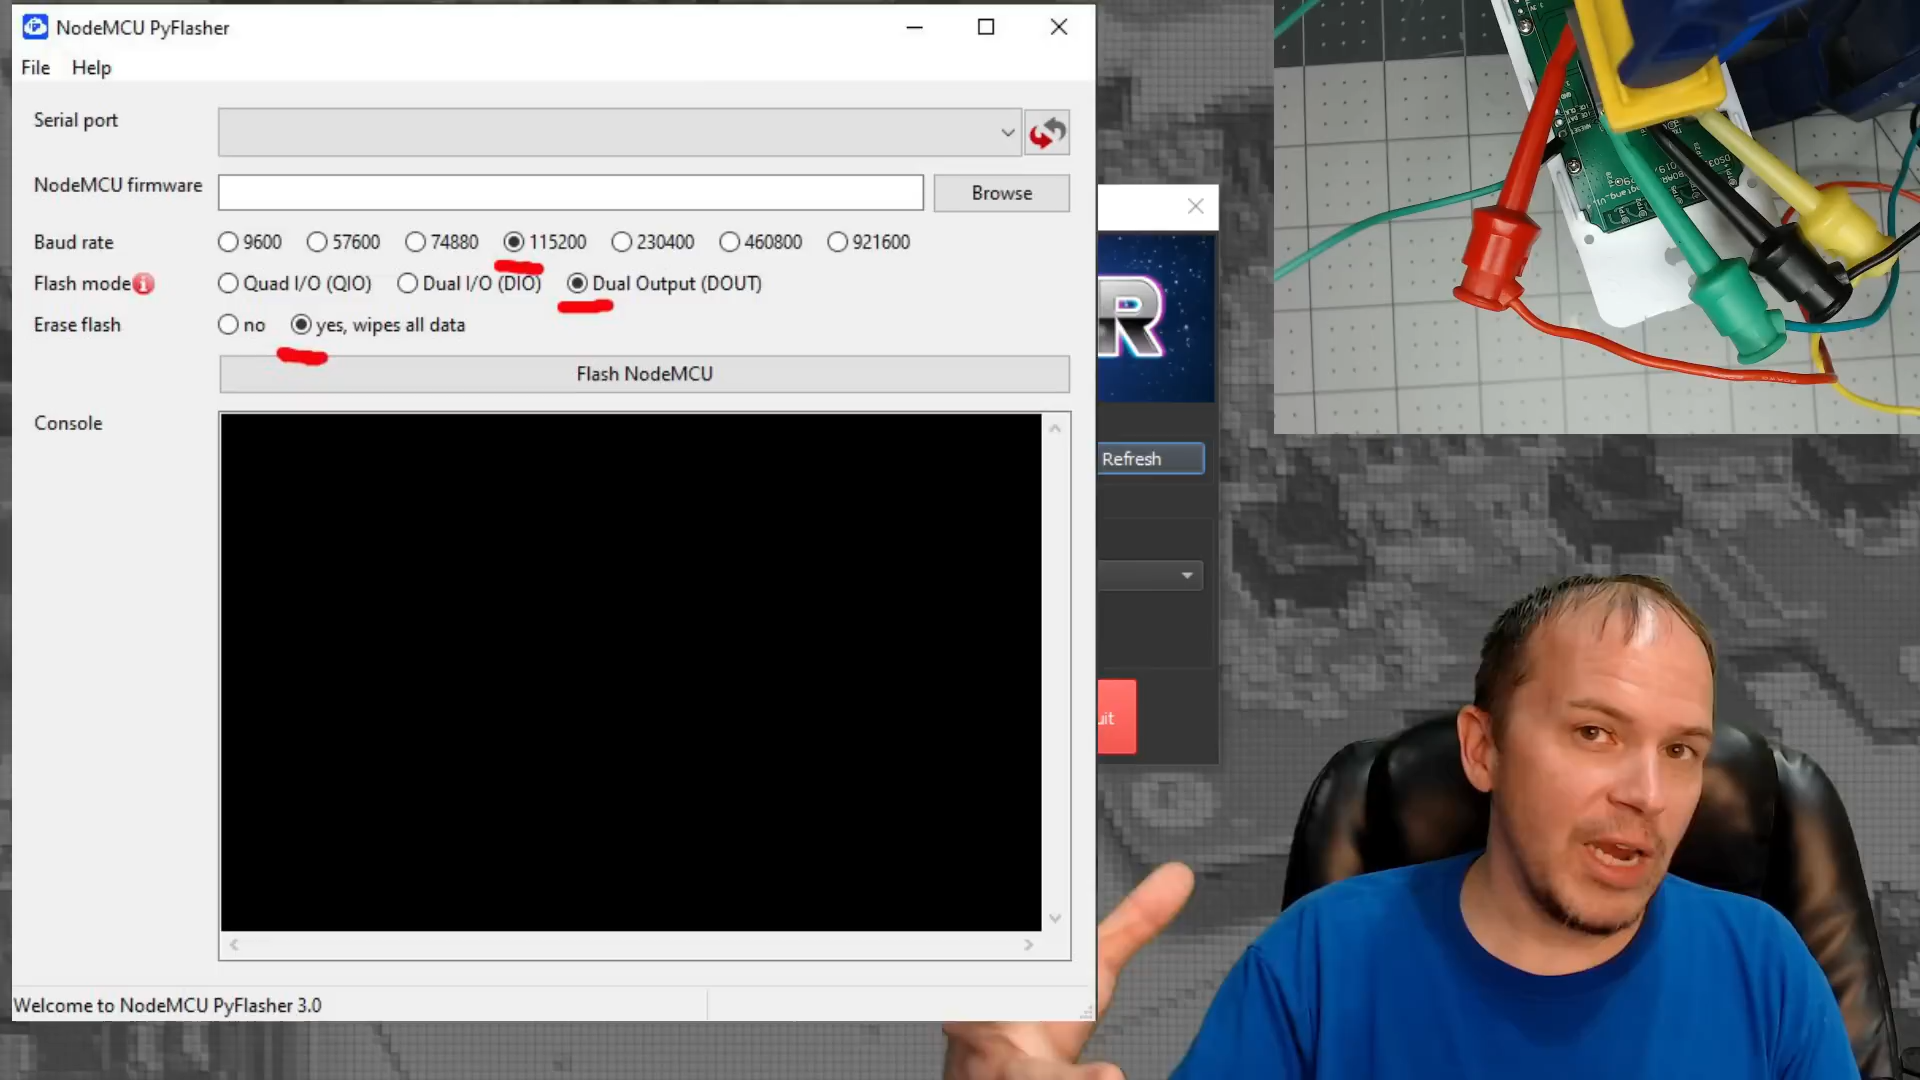 NodeMCU PyFlasher
File Help
Serial port
NodeMCU firmware
Browse
Baud rate
9600 57600 74880 115200 230400 460800 921600
Flash mode
Quad I/O (QIO) Dual I/O (DIO) Dual Output (DOUT)
Erase flash
no yes, wipes all data
Flash NodeMCU
Console
Welcome to NodeMCU PyFlasher 3.0
R
Refresh
uit